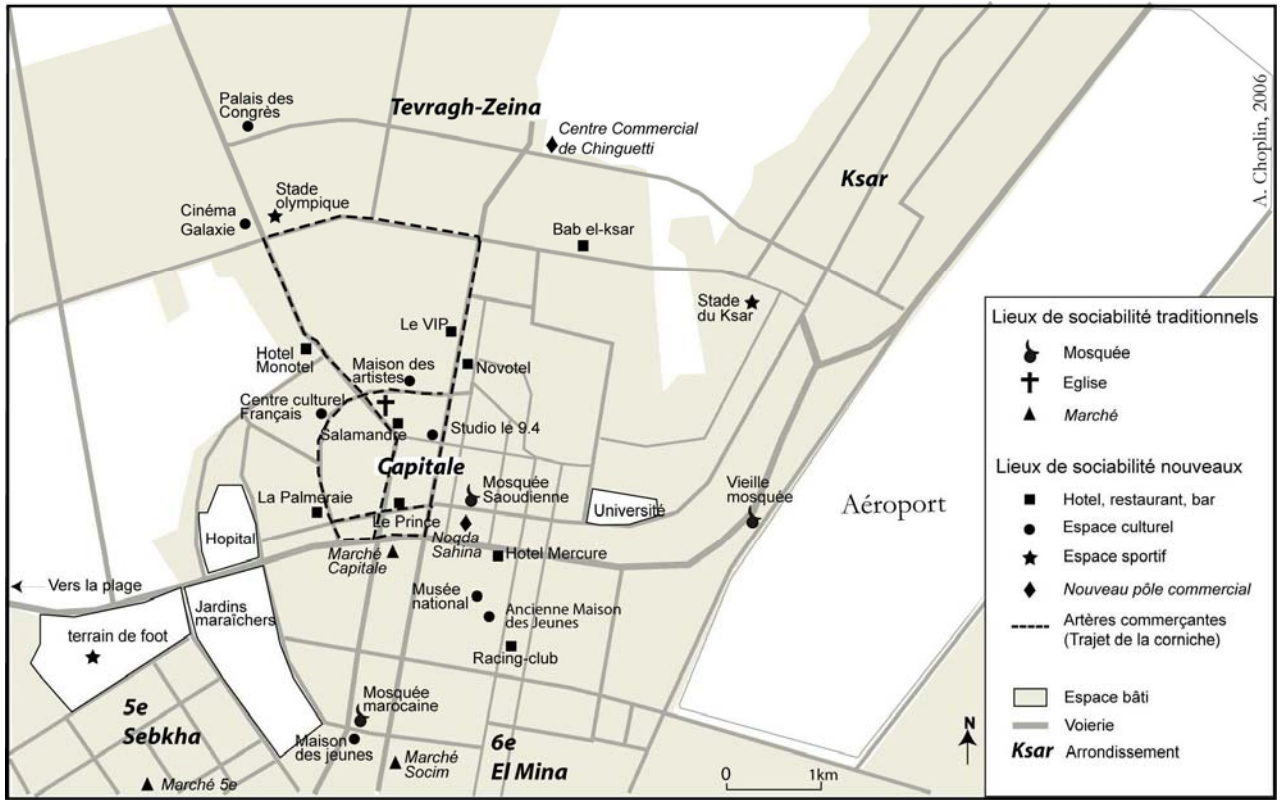 Palais des
Congrès
Tevragh-Zeina
Centre Commercial
de Chinguetti
Ksar
A. Choplin, 2006
Stade
olympique
Cinéma
Galaxie
Bab el-ksar
Stade
du Ksar
Le VIP
Hotel
Monotel
Maison des
artistes
Novotel
Centre culturel
Français
Salamandre
Studio le 9.4
Capitale
Mosquée
Saoudienne
Vieille
mosquée
La Palmeraie
Le Prince
Université
Aéroport
Hopital
Marché
Capitale
Noqda
Sahina
Hotel Mercure
Vers la plage
Jardins
maraîchers
Musée
national
Ancienne Maison
des Jeunes
terrain de foot
Racing-club
5e
Sebkha
Mosquée
marocaine
Maison
des jeunes
Marché
Socim
6e
El Mina
Marché 5e
0 1km
N
Lieux de sociabilité traditionnels
Mosquée
Eglise
Marché
Lieux de sociabilité nouveaux
Hotel, restaurant, bar
Espace culturel
Espace sportif
Nouveau pôle commercial
Artères commerçantes
(Trajet de la corniche)
Espace bâti
Voierie
Ksar Arrondissement